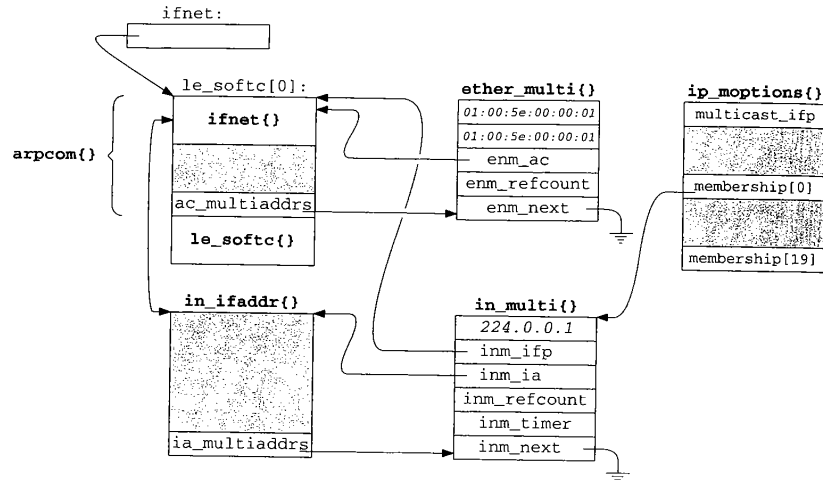 ifnet:
le_softc[0]:
arpcom{}
ifnet{}
ac_multiaddrs
le_softc{}
ether_multi{}
01:00:5e:00:00:01
01:00:5e:00:00:01
enm_ac
enm_refcount
enm_next
ip_moptions{}
multicast_ifp
membership[0]
membership[19]
in_ifaddr{}
ia_multiaddrs
in_multi{}
224.0.0.1
inm_ifp
inm_ia
inm_refcount
inm_timer
inm_next